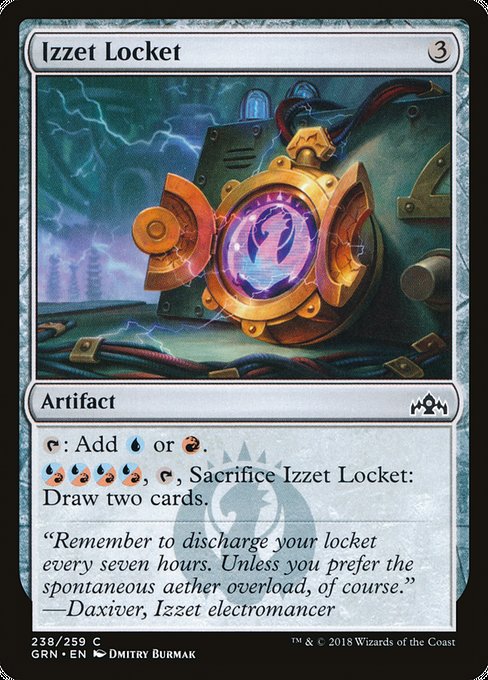 Izzet Locket 3
Artifact
: Add or .
, , Sacrifice Izzet Locket:
Draw two cards.
“Remember to discharge your locket
every seven hours. Unless you prefer the
spontaneous aether overload, of course.”
—Daxiver, Izzet electromancer
238/259 C
GRN • EN Dmitry Burmak
™ & © 2018 Wizards of the Coast